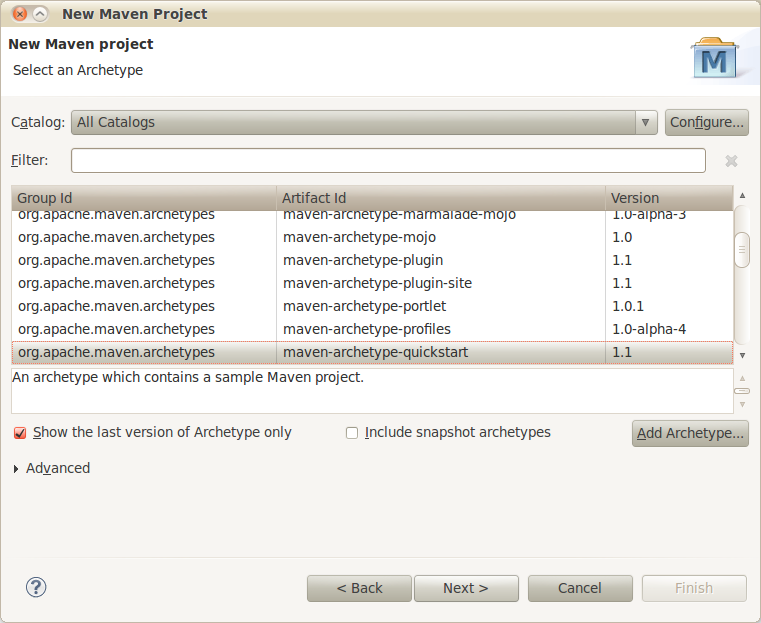 New Maven Project
New Maven project
Select an Archetype
M
Catalog: All Catalogs Configure...
Filter:
Group Id Artifact Id Version
org.apache.maven.archetypes maven-archetype-marmalade-mojo 1.0-alpha-3
org.apache.maven.archetypes maven-archetype-mojo 1.0
org.apache.maven.archetypes maven-archetype-plugin 1.1
org.apache.maven.archetypes maven-archetype-plugin-site 1.1
org.apache.maven.archetypes maven-archetype-portlet 1.0.1
org.apache.maven.archetypes maven-archetype-profiles 1.0-alpha-4
org.apache.maven.archetypes maven-archetype-quickstart 1.1
An archetype which contains a sample Maven project.
Show the last version of Archetype only Include snapshot archetypes Add Archetype...
Advanced
? < Back Next > Cancel Finish